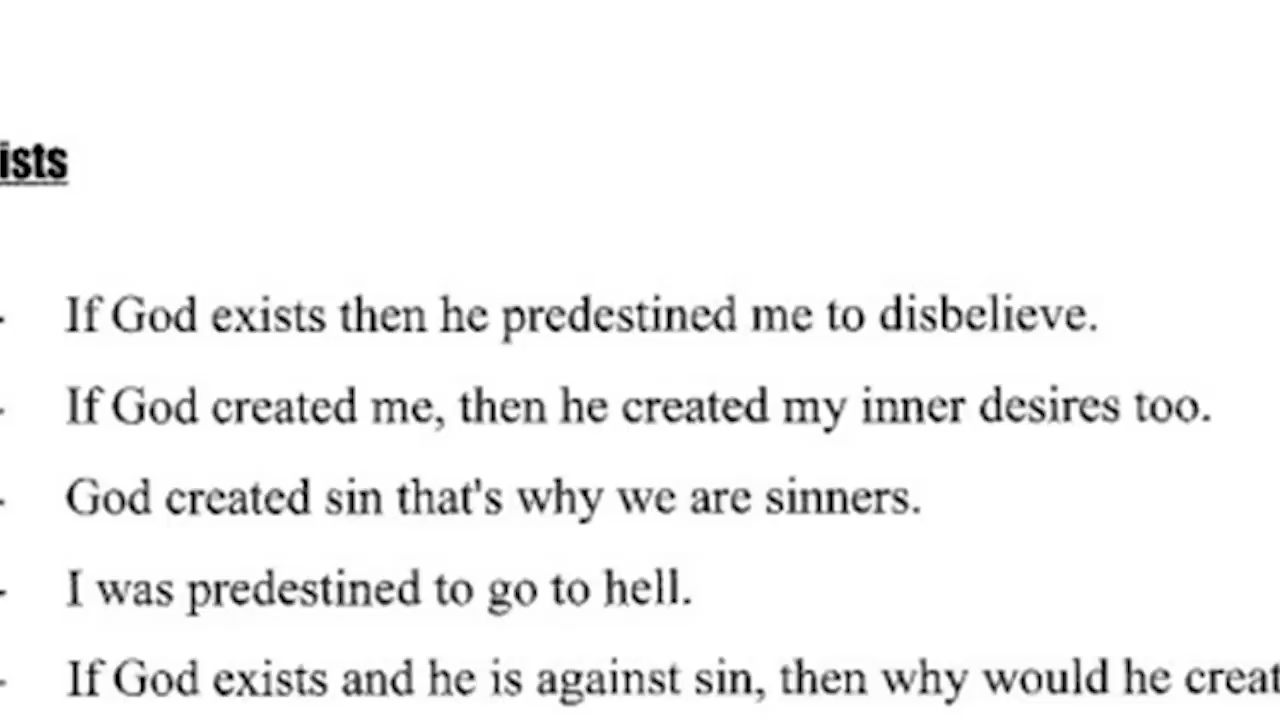 ists
- If God exists then he predestined me to disbelieve.
- If God created me, then he created my inner desires too.
- God created sin that's why we are sinners.
- I was predestined to go to hell.
- If God exists and he is against sin, then why would he creat